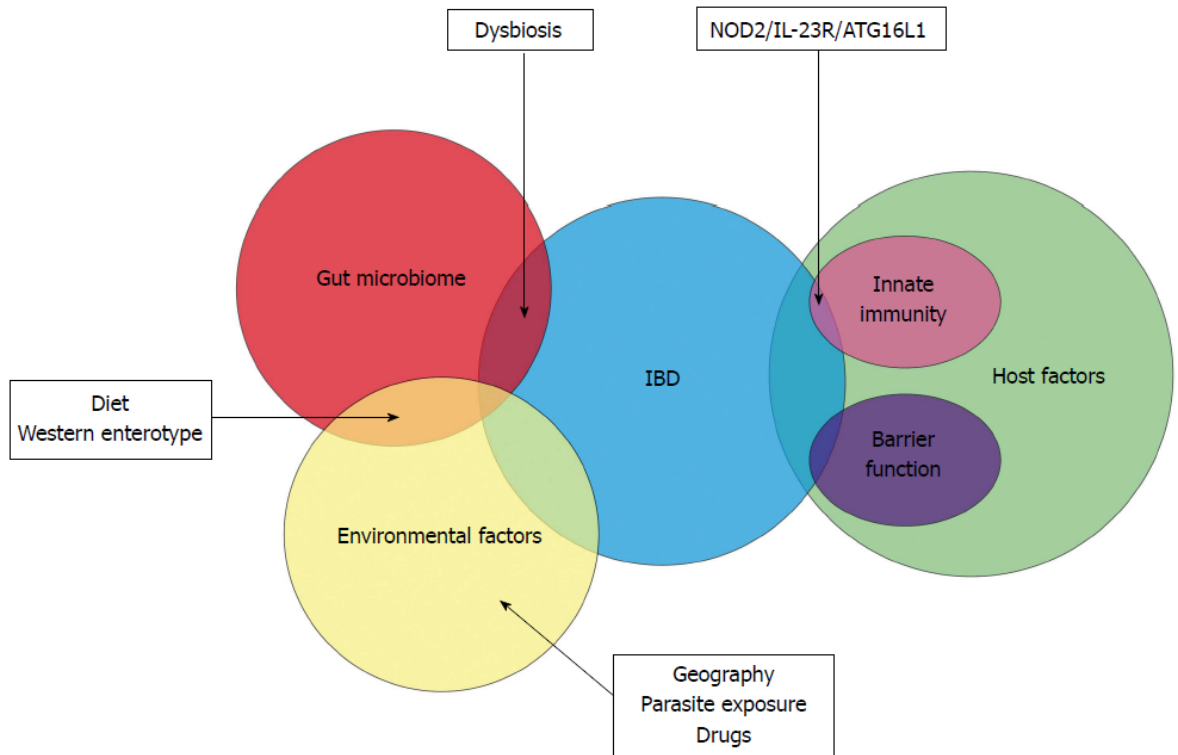 Dysbiosis
NOD2/IL-23R/ATG16L1
Gut microbiome
Innate
immunity
IBD
Host factors
Diet
Western enterotype
Barrier
function
Environmental factors
Geography
Parasite exposure
Drugs